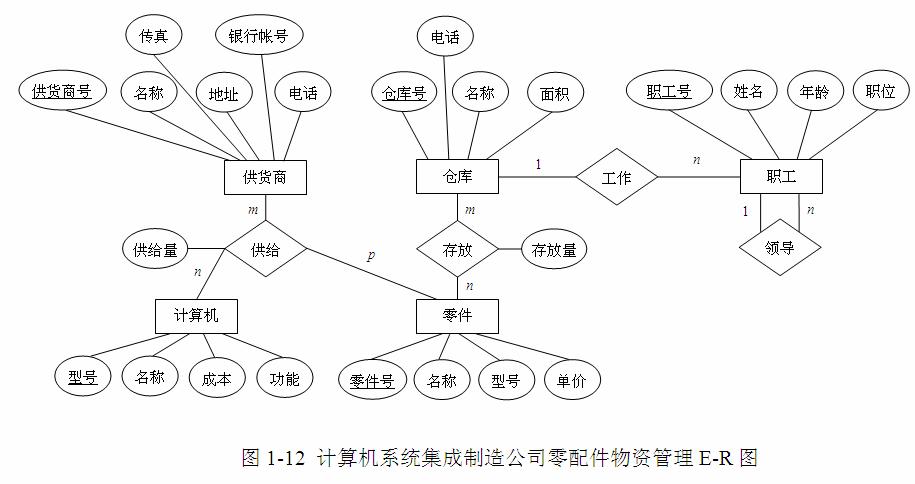 传真 银行帐号 电话
供货商号 名称 地址 电话 仓库号 名称 面积 职工号 姓名 年龄 职位
供货商 仓库 1 工作 n 职工
m m 1 n
供给量 供给 存放 存放量 领导
n p n
计算机 零件
型号 名称 成本 功能 零件号 名称 型号 单价
图 1-12 计算机系统集成制造公司零配件物资管理 E-R 图